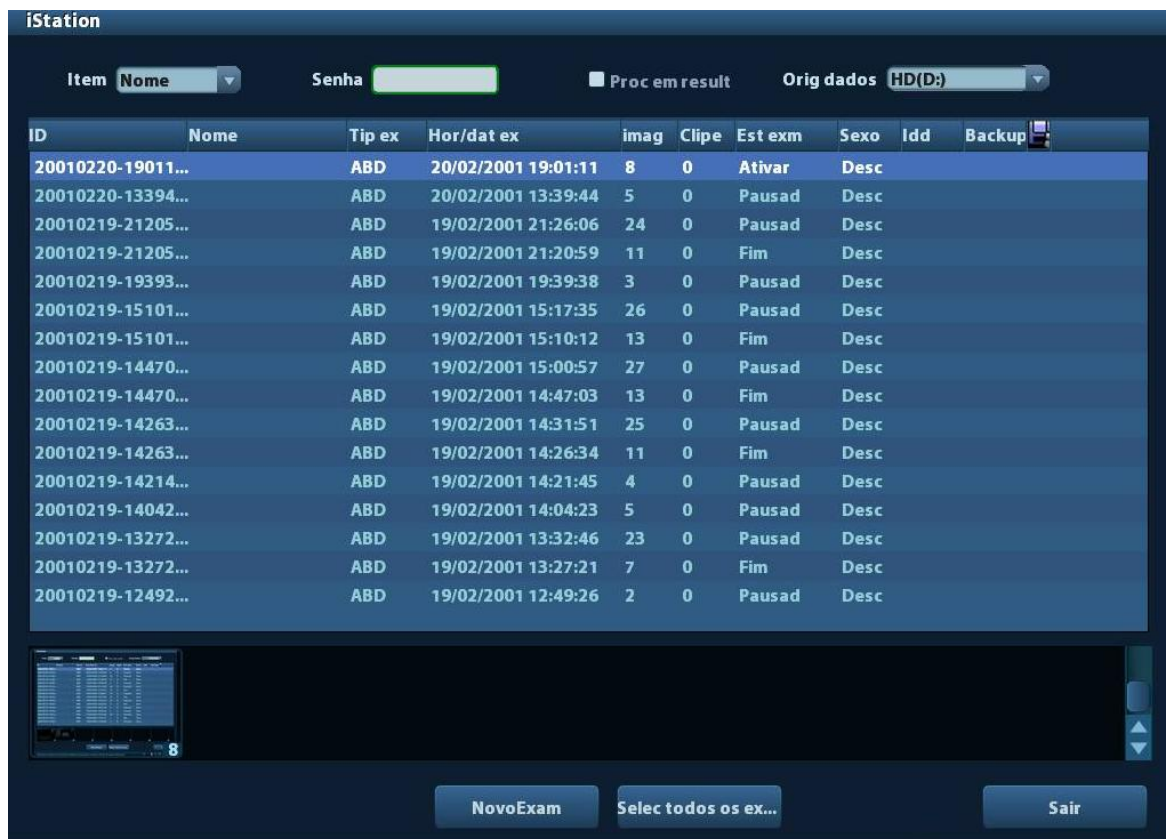 iStation
Item Nome Senha Proc em result Orig dados HD(D:)
ID Nome Tip ex Hor/dat ex imag Clipe Est exm Sexo Idd Backup
20010220-19011... ABD 20/02/2001 19:01:11 8 0 Ativar Desc
20010220-13394... ABD 20/02/2001 13:39:44 5 0 Pausad Desc
20010219-21205... ABD 19/02/2001 21:26:06 24 0 Pausad Desc
20010219-21205... ABD 19/02/2001 21:20:59 11 0 Fim Desc
20010219-19393... ABD 19/02/2001 19:39:38 3 0 Pausad Desc
20010219-15101... ABD 19/02/2001 15:17:35 26 0 Pausad Desc
20010219-15101... ABD 19/02/2001 15:10:12 13 0 Fim Desc
20010219-14470... ABD 19/02/2001 15:00:57 27 0 Pausad Desc
20010219-14470... ABD 19/02/2001 14:47:03 13 0 Fim Desc
20010219-14263... ABD 19/02/2001 14:31:51 25 0 Pausad Desc
20010219-14263... ABD 19/02/2001 14:26:34 11 0 Fim Desc
20010219-14214... ABD 19/02/2001 14:21:45 4 0 Pausad Desc
20010219-14042... ABD 19/02/2001 14:04:23 5 0 Pausad Desc
20010219-13272... ABD 19/02/2001 13:32:46 23 0 Pausad Desc
20010219-13272... ABD 19/02/2001 13:27:21 7 0 Fim Desc
20010219-12492... ABD 19/02/2001 12:49:26 2 0 Pausad Desc
8
NovoExam Selec todos os ex... Sair